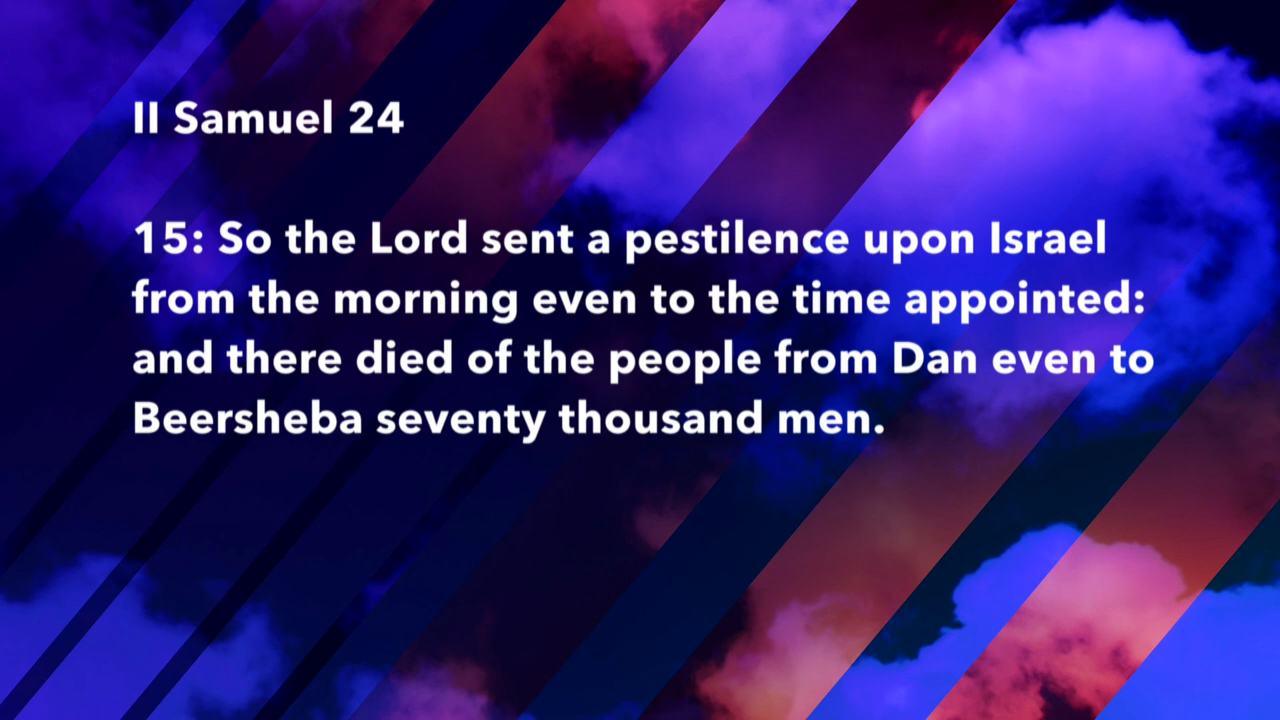 II Samuel 24
15: So the Lord sent a pestilence upon Israel
from the morning even to the time appointed:
and there died of the people from Dan even to
Beersheba seventy thousand men.